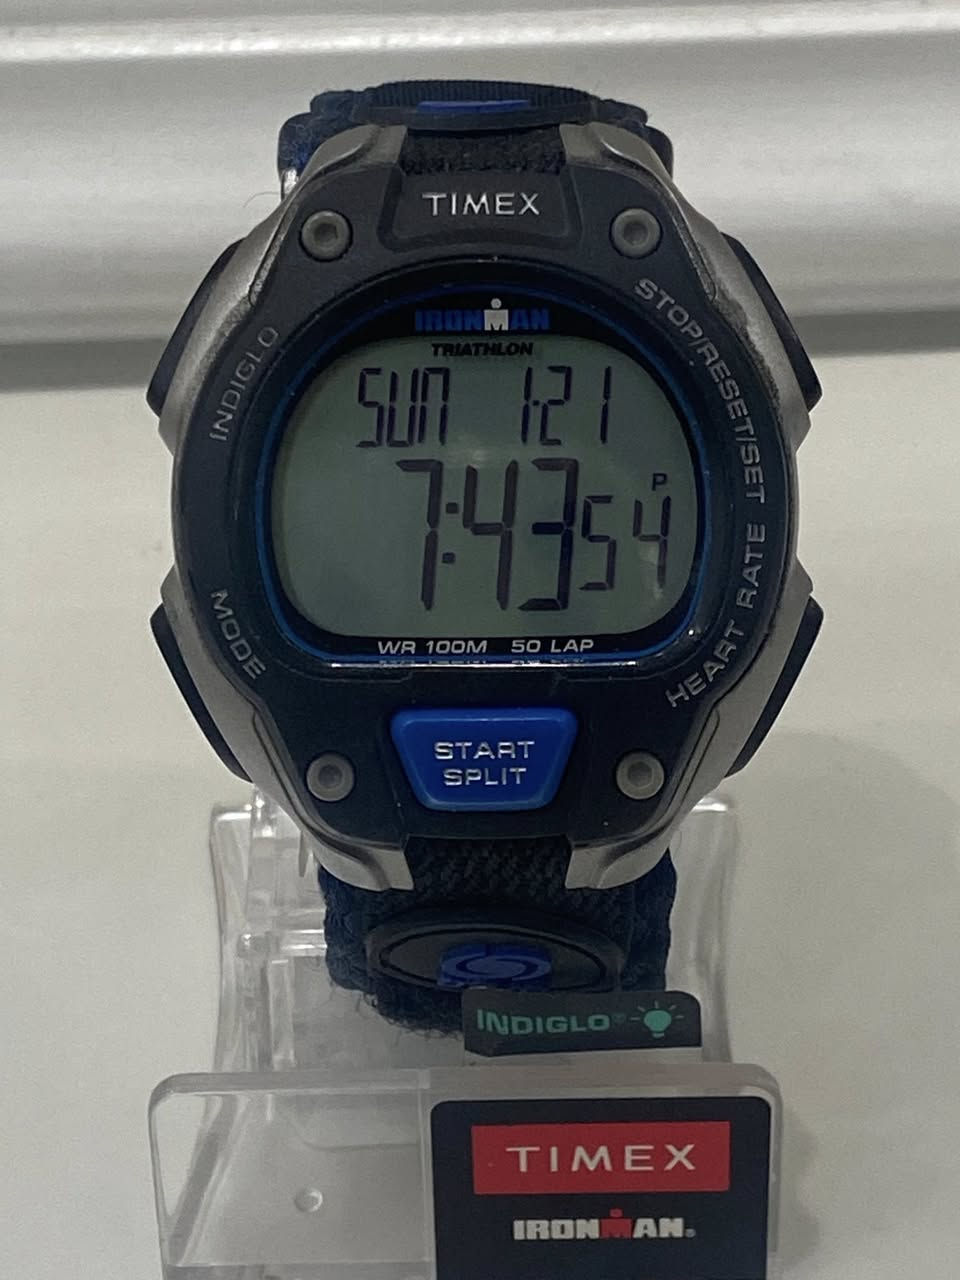 TIMEX
IRONMAN
TRIATHLON
INDIGLO
STOP/RESET/SET
SUN 1-21
7:43 54 P
MODE
HEART RATE
WR 100M 50 LAP
START
SPLIT
INDIGLO®
TIMEX
IRONMAN®